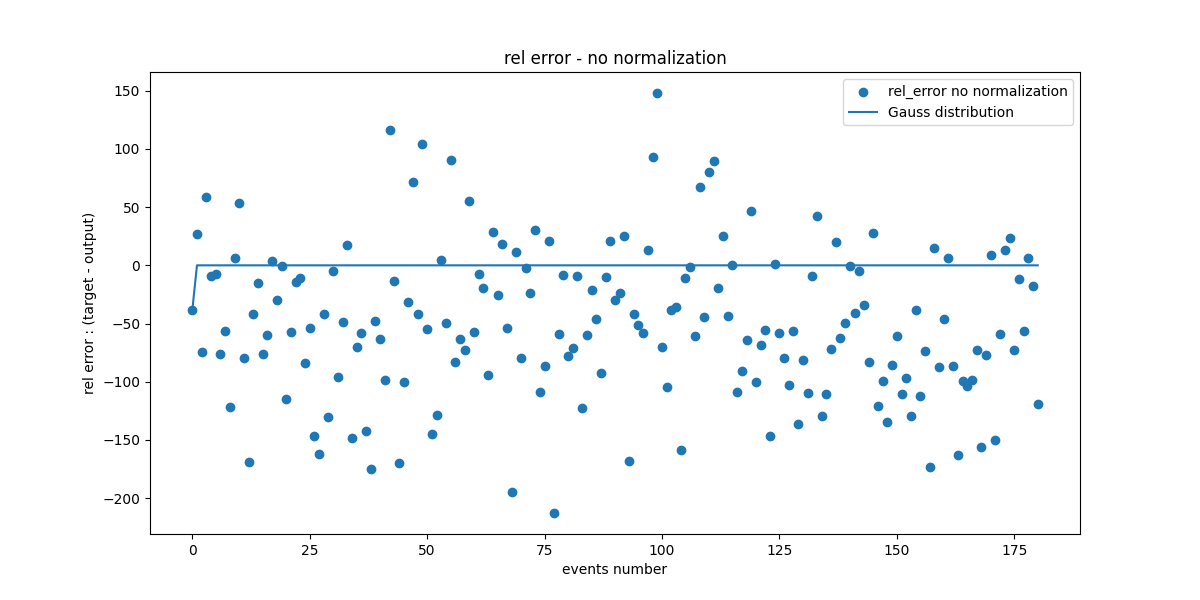 rel error - no normalization
rel_error no normalization
Gauss distribution
rel error : (target - output)
150
100
50
0
−50
−100
−150
−200
0 25 50 75 100 125 150 175
events number